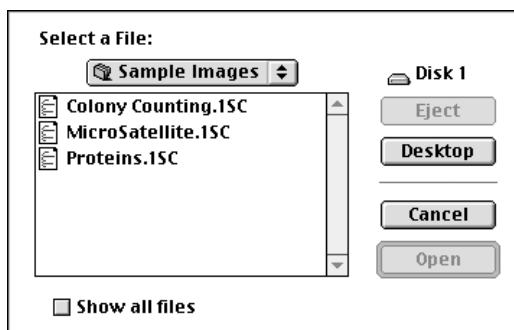 Select a File:
Sample Images
Disk 1
Colony Counting.1SC
MicroSatellite.1SC
Proteins.1SC
Eject
Desktop
Cancel
Open
Show all files